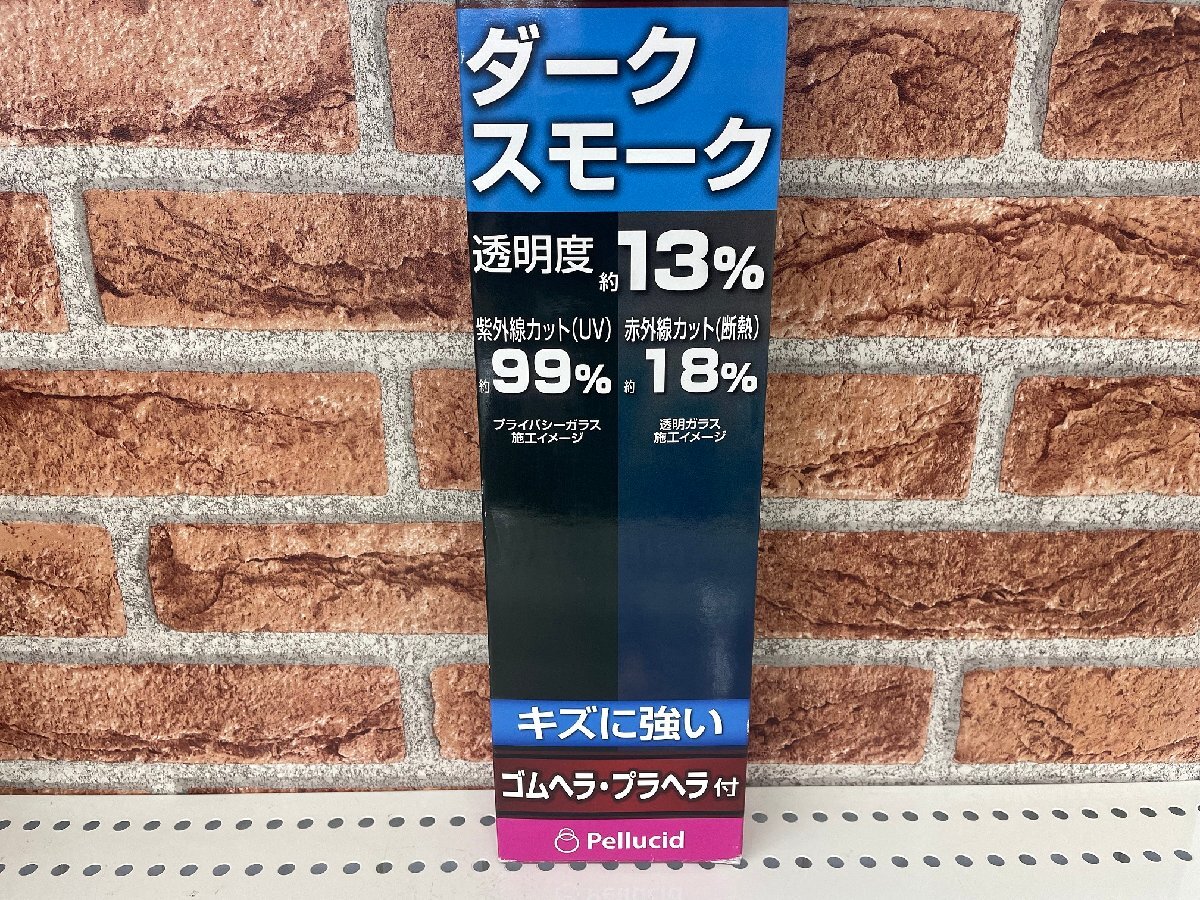 ダーク
スモーク
透明度 約13%
紫外線カット(UV) 赤外線カット(断熱)
約99% 約18%
プライバシーガラス 透明ガラス
施工イメージ 施工イメージ
キズに強い
ゴムヘラ・プラヘラ付
Pellucid